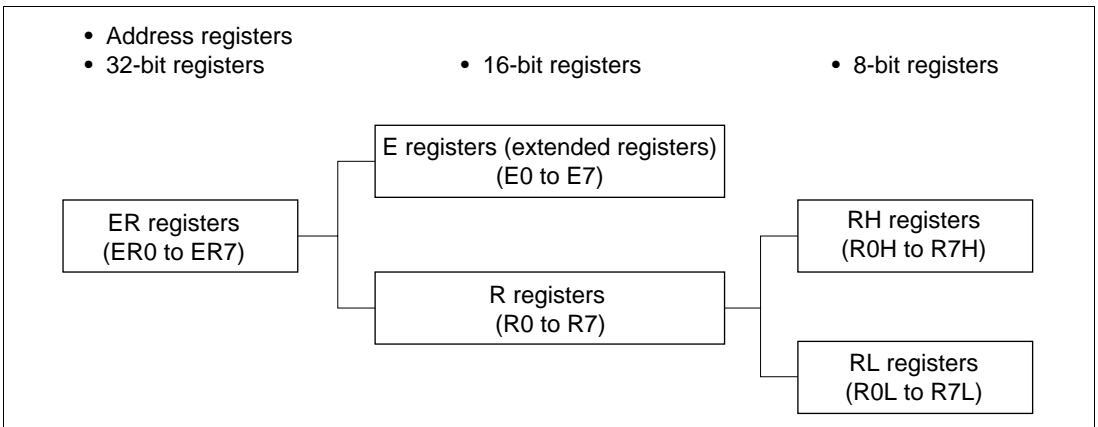 • Address registers
• 32-bit registers
• 16-bit registers
• 8-bit registers
E registers (extended registers)
(E0 to E7)
ER registers
(ER0 to ER7)
RH registers
(R0H to R7H)
R registers
(R0 to R7)
RL registers
(R0L to R7L)